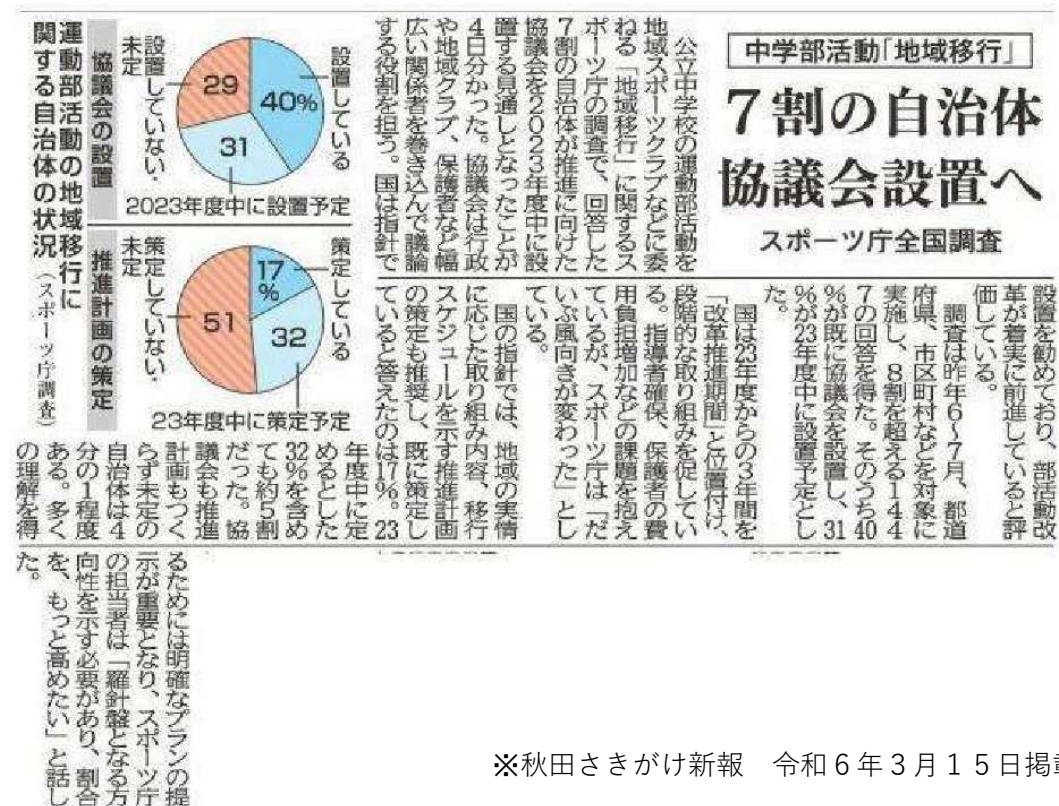 中学部活動「地域移行」
7割の自治体
協議会設置へ
スポーツ庁全国調査
公立中学校の運動部活動を
地域スポーツクラブなどに委
ねる「地域移行」に関するス
ポーツ庁の調査で、回答した
7割の自治体が推進に向けた
協議会を2023年度中に設
置する見通しとなったことが
4日分かった。協議会は行政
や地域クラブ、保護者など幅
広い関係者を巻き込んで議論
する役割を担う。国は指針で
設置を勧めており、部活動改
革が着実に前進していると評
価している。
調査は昨年6~7月、都道
府県、市区町村などを対象に
実施し、8割を超える144
7の回答を得た。そのうち40
%が既に協議会を設置し、31
%が23年度中に設置予定とし
た。
国は23年度からの3年間を
「改革推進期間」と位置付け、
段階的な取り組みを促してい
る。指導者確保、保護者の費
用負担増加などの課題を抱え
ているが、スポーツ庁は「だ
いぶ風向きが変わった」とし
ている。
国の指針では、地域の実情
に応じた取り組み内容、移行
スケジュールを示す推進計画
の策定も推奨し、既に策定し
ていると答えたのは17%。23
年度中に定
めるとした
32%を含め
ても約5割
だった。協
議会も推進
計画もつく
らず未定の
自治体は4
分の1程度
ある。多く
の理解を得
るためには明確なプランの提
示が重要となり、スポーツ庁
の担当者は「羅針盤となる方
向性を示す必要があり、割合
を、もっと高めたい」と話し
た。
運動部活動の地域移行に
関する自治体の状況(スポーツ庁調査)
協議会の設置
設置している
40%
31
2023年度中に設置予定
29
設置していない・
未定
推進計画の策定
策定している
17
%
32
23年度中に策定予定
51
策定していない・
未定
※秋田さきがけ新報 令和6年3月15日掲載